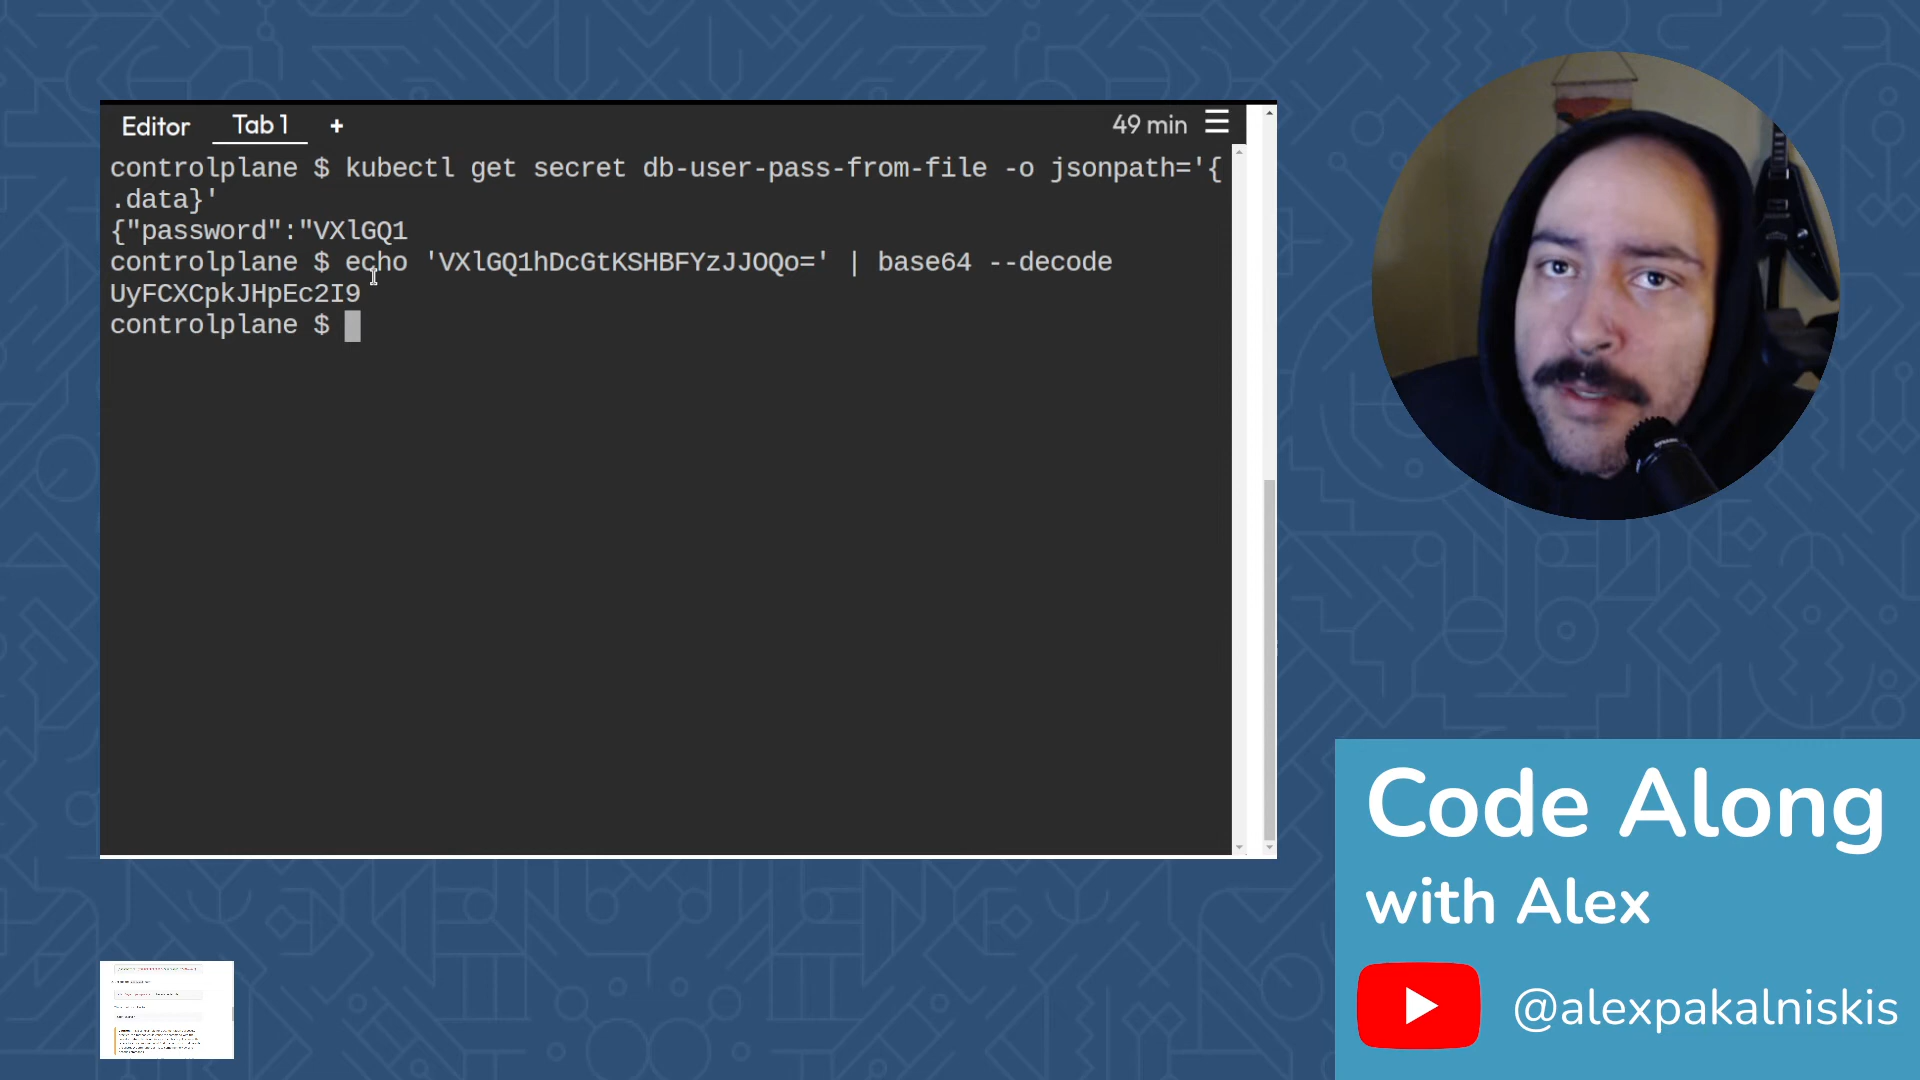 Editor Tab 1 + 49 min
controlplane $ kubectl get secret db-user-pass-from-file -o jsonpath='{
.data}'
{"password":"VXlGQ1
controlplane $ echo 'VXlGQ1hDcGtKSHBFYzJJOQo=' | base64 --decode
UyFCXCpkJHpEc2I9
controlplane $
Code Along
with Alex
@alexpakalniskis